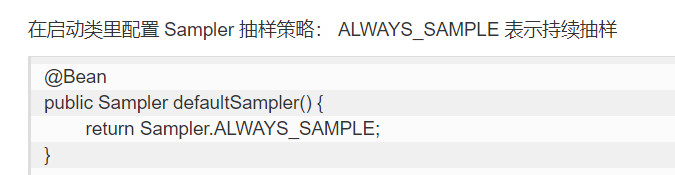 在启动类里配置 Sampler 抽样策略： ALWAYS_SAMPLE 表示持续抽样
@Bean
public Sampler defaultSampler() {
return Sampler.ALWAYS_SAMPLE;
}